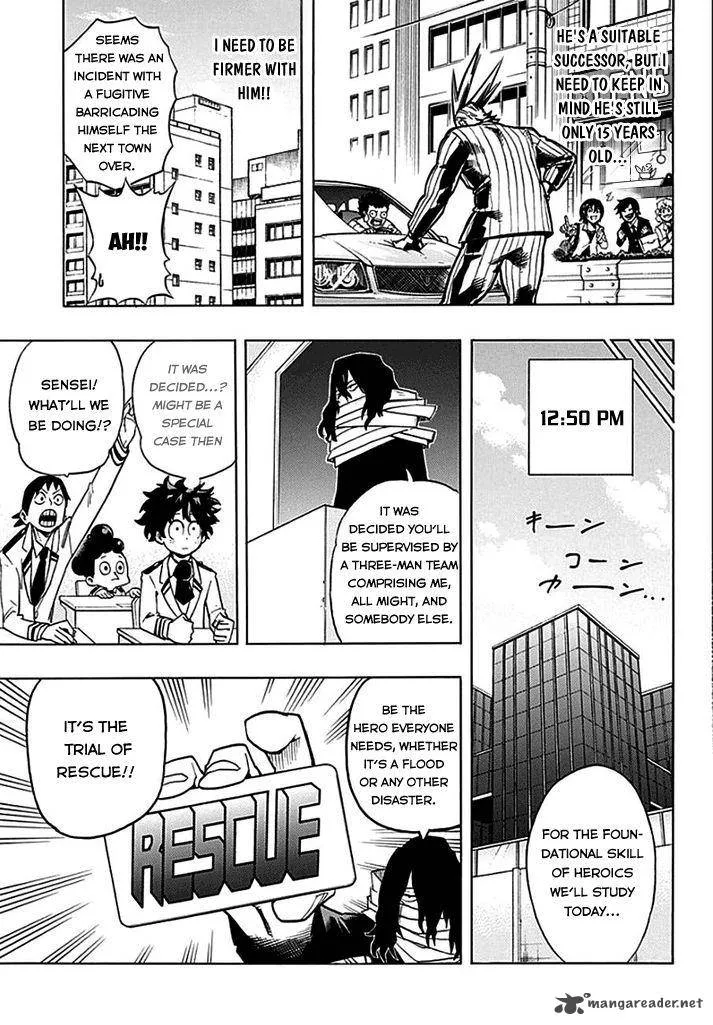 HE'S A SUITABLE
SUCCESSOR, BUT I
NEED TO KEEP IN
MIND HE'S STILL
ONLY 15 YEARS
OLD...
I NEED TO BE
FIRMER WITH
HIM!!
SEEMS
THERE WAS AN
INCIDENT WITH
A FUGITIVE
BARRICADING
HIMSELF THE
NEXT TOWN
OVER.
AH!!
12:50 PM
キーン
コーン
カーン...
FOR THE FOUN-
DATIONAL SKILL
OF HEROICS
WE'LL STUDY
TODAY...
IT WAS
DECIDED YOU'LL
BE SUPERVISED BY
A THREE-MAN TEAM
COMPRISING ME,
ALL MIGHT, AND
SOMEBODY ELSE.
IT WAS
DECIDED...?
MIGHT BE A
SPECIAL
CASE THEN
SENSEI!
WHAT'LL WE
BE DOING!?
BE THE
HERO EVERYONE
NEEDS, WHETHER
IT'S A FLOOD
OR ANY OTHER
DISASTER.
IT'S THE
TRIAL OF
RESCUE!!
RESCUE
mangareader.net